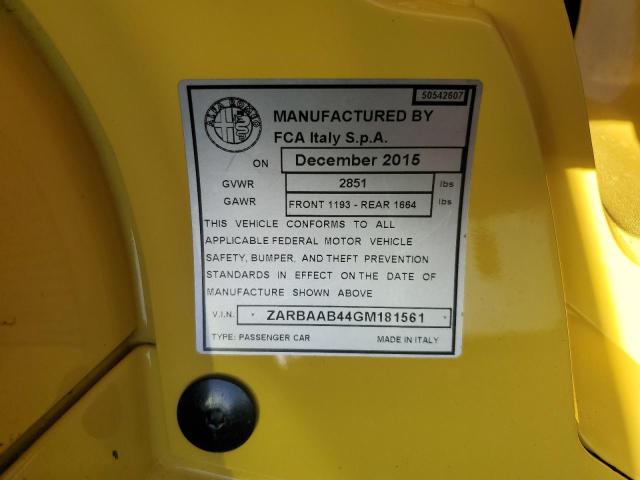 50542607
ALFA ROMEO
MANUFACTURED BY
FCA Italy S.p.A.
ON December 2015
GVWR 2851 lbs
GAWR FRONT 1193 - REAR 1664 lbs
THIS VEHICLE CONFORMS TO ALL
APPLICABLE FEDERAL MOTOR VEHICLE
SAFETY, BUMPER, AND THEFT PREVENTION
STANDARDS IN EFFECT ON THE DATE OF
MANUFACTURE SHOWN ABOVE
V.I.N. * ZARBAAB44GM181561 *
TYPE: PASSENGER CAR MADE IN ITALY